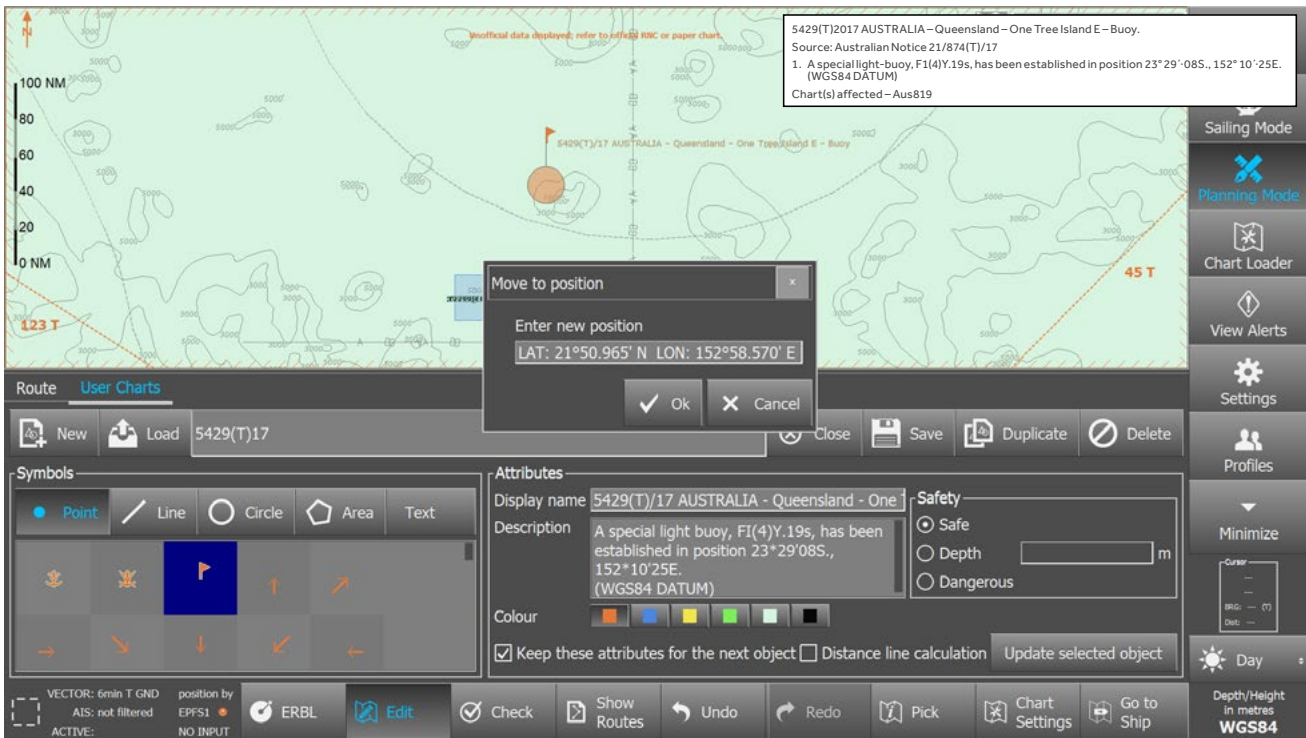 N
Unofficial data displayed; refer to official RNC or paper chart.
5429(T)2017 AUSTRALIA – Queensland – One Tree Island E – Buoy.
Source: Australian Notice 21/874(T)/17
1. A special light-buoy, F1(4)Y.19s, has been established in position 23° 29´·08S., 152° 10´·25E.
(WGS84 DATUM)
Chart(s) affected – Aus819
100 NM
80
60
40
20
0 NM
5429(T)/17 AUSTRALIA - Queensland - One Tree Island E - Buoy
5000
3000
123 T
45 T
Sailing Mode
Planning Mode
Chart Loader
View Alerts
Settings
Profiles
Minimize
Move to position
x
Enter new position
LAT: 21°50.965' N LON: 152°58.570' E
Ok
Cancel
Route
User Charts
New
Load
5429(T)17
Close
Save
Duplicate
Delete
Symbols
Point
Line
Circle
Area
Text
Attributes
Display name
5429(T)/17 AUSTRALIA - Queensland - One
Description
A special light buoy, FI(4)Y.19s, has been
established in position 23*29'08S.,
152*10'25E.
(WGS84 DATUM)
Safety
Safe
Depth
m
Dangerous
Colour
Keep these attributes for the next object
Distance line calculation
Update selected object
Cursor
---
---
BRG: --- (T)
Dist: ---
Day
VECTOR: 6min T GND
AIS: not filtered
ACTIVE:
position by
EPFS1
NO INPUT
ERBL
Edit
Check
Show
Routes
Undo
Redo
Pick
Chart
Settings
Go to
Ship
Depth/Height
in metres
WGS84